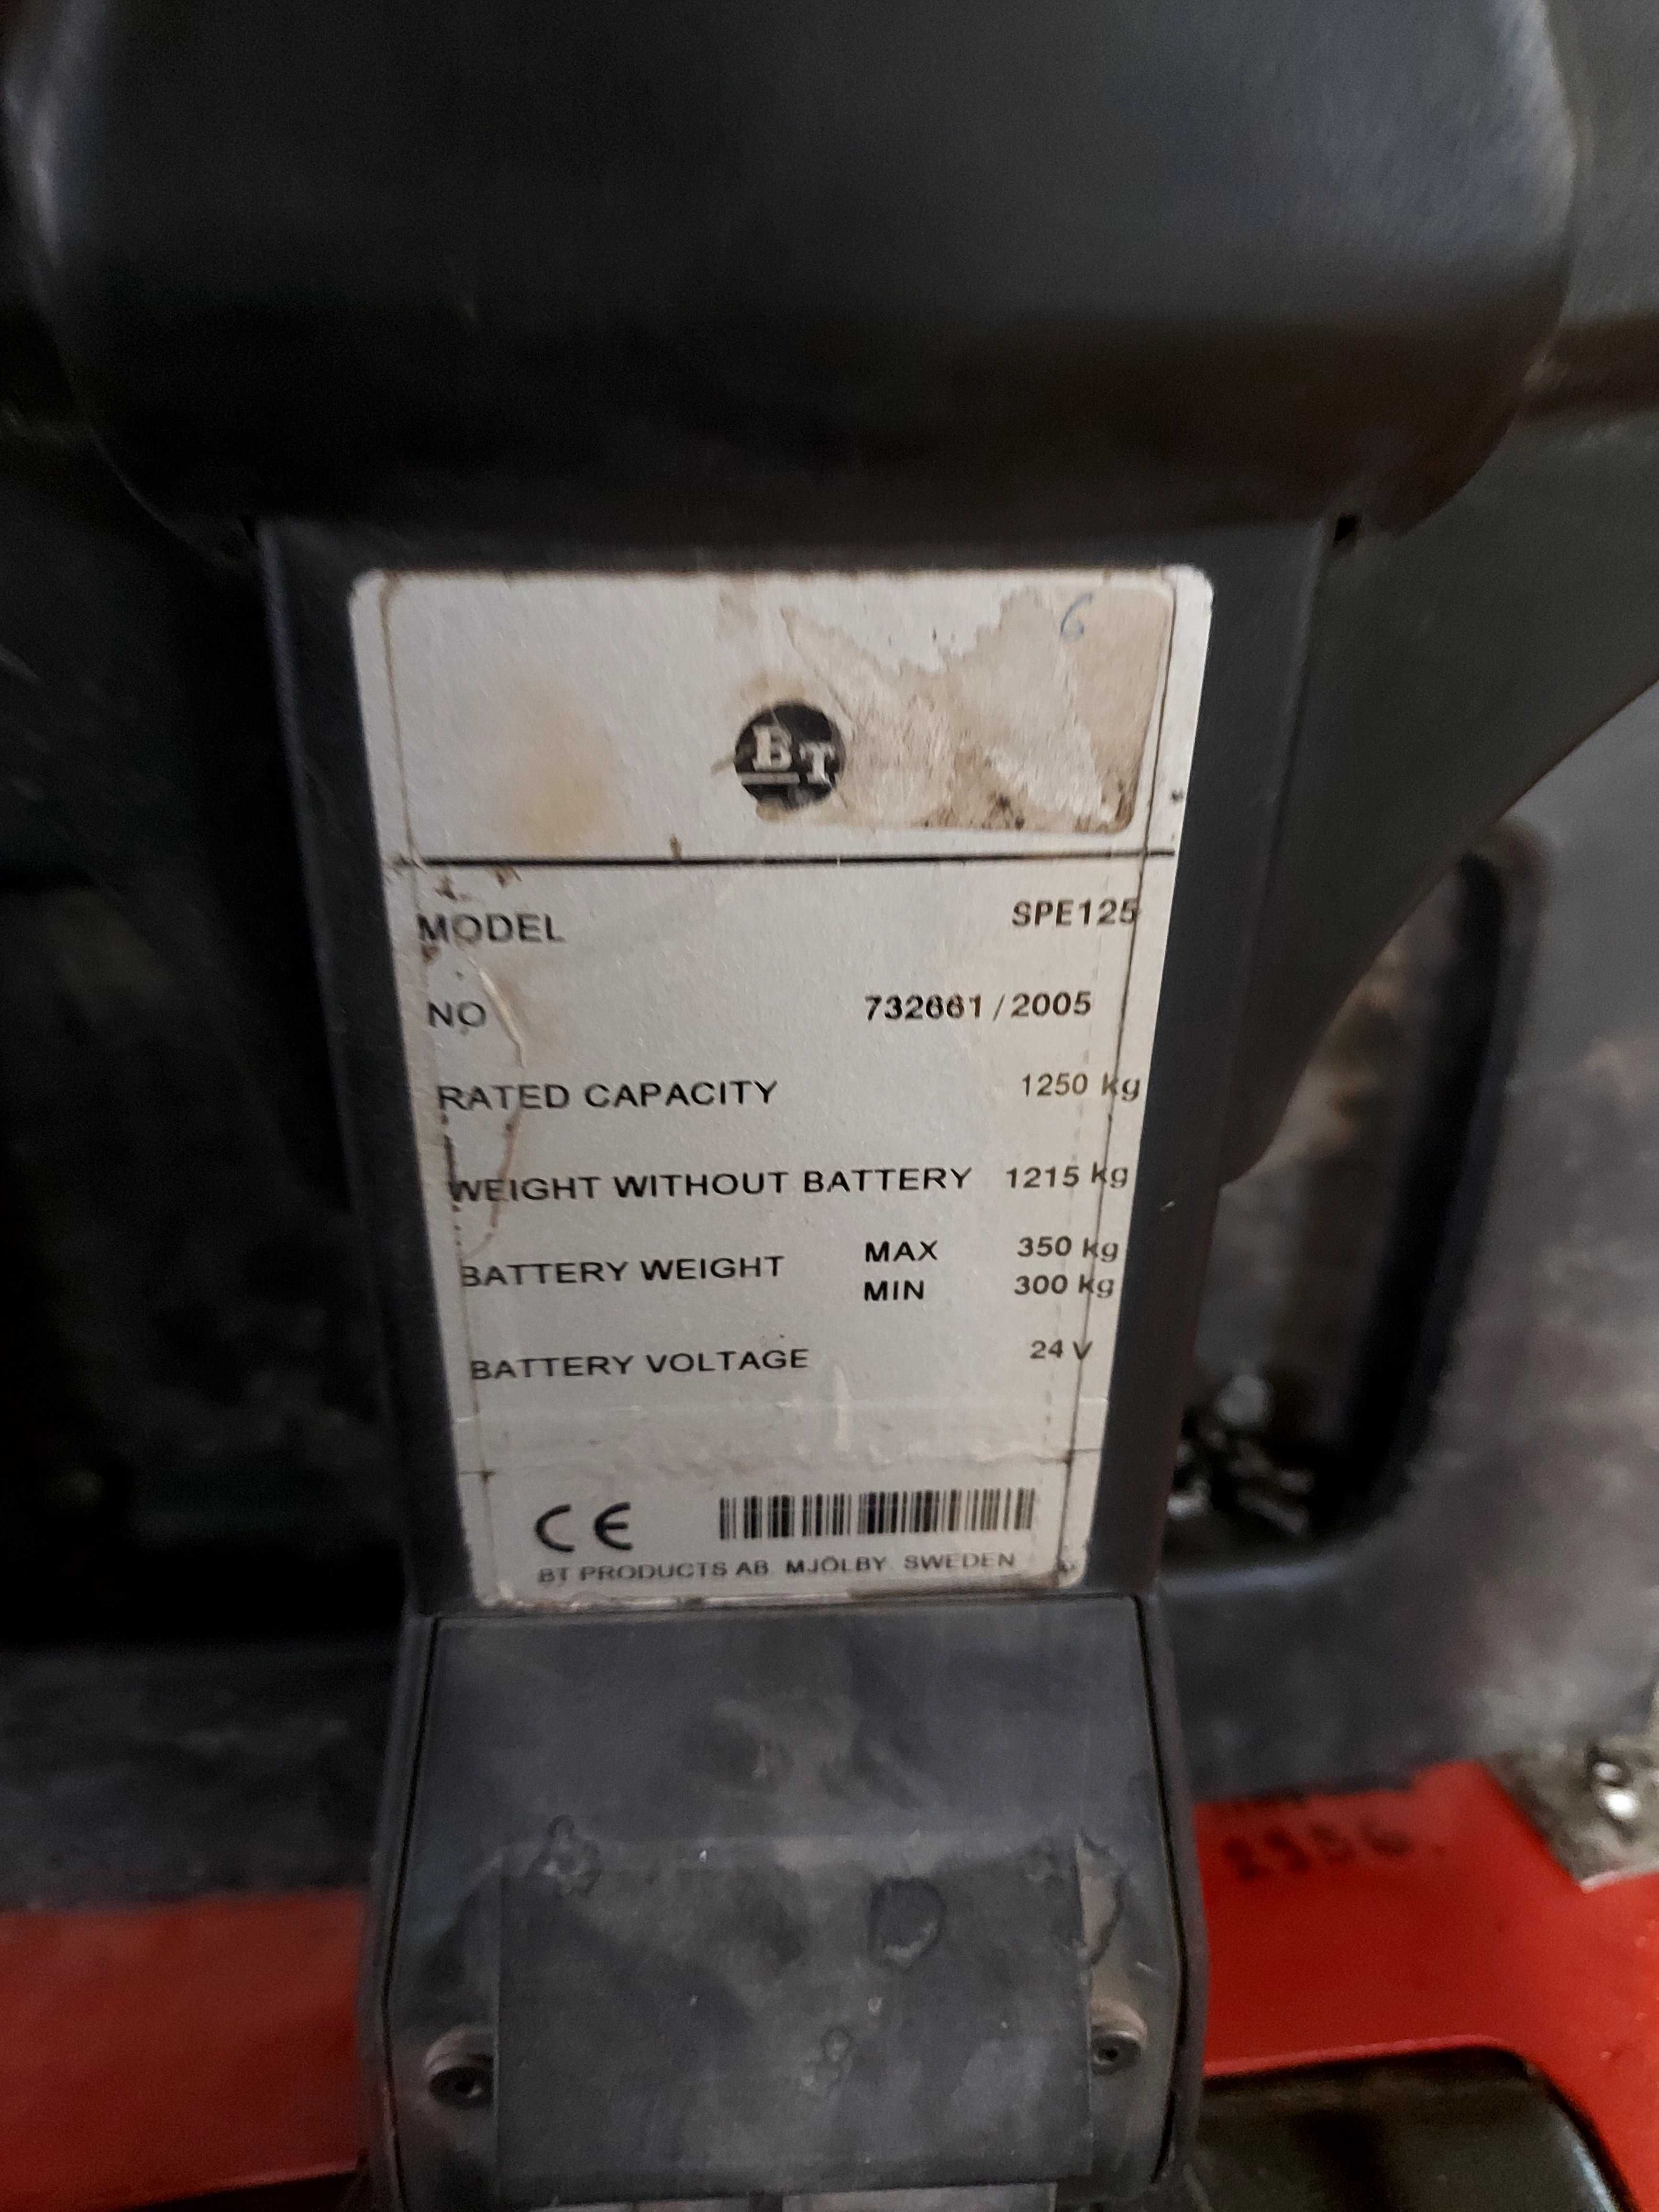 6
BT
MODEL SPE125
NO 732661 / 2005
RATED CAPACITY 1250 kg
WEIGHT WITHOUT BATTERY 1215 kg
BATTERY WEIGHT MAX 350 kg
MIN 300 kg
BATTERY VOLTAGE 24 V
CE
BT PRODUCTS AB MJÖLBY SWEDEN